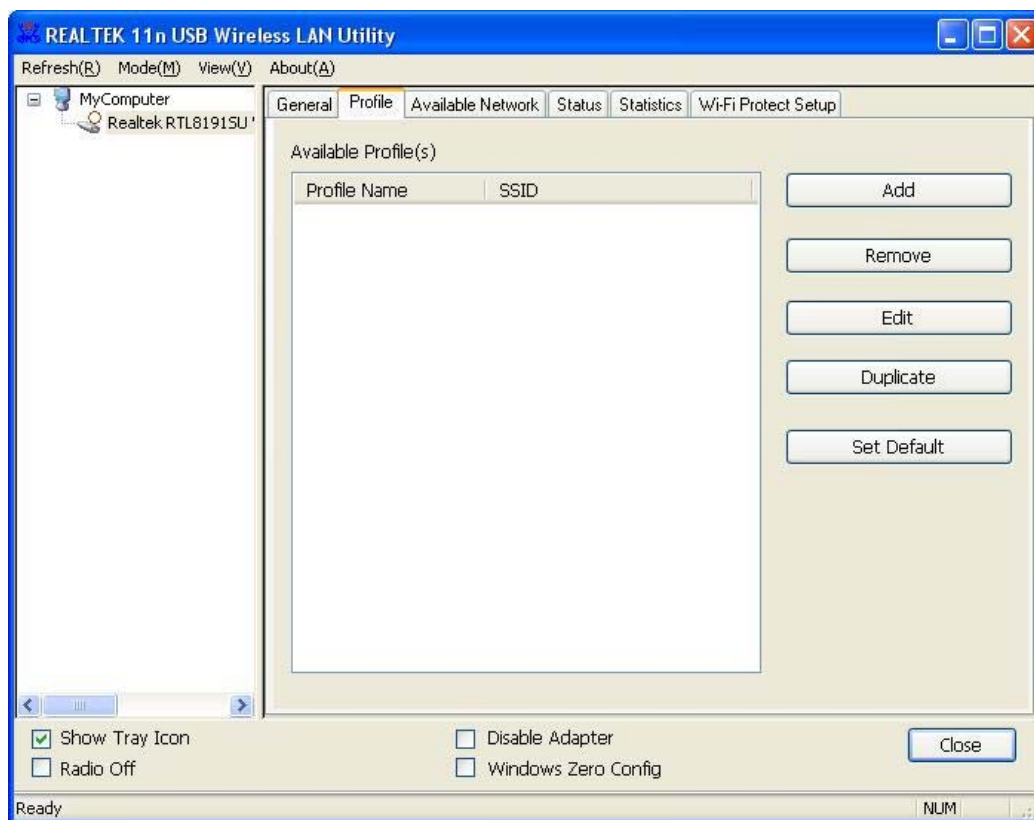 REALTEK 11n USB Wireless LAN Utility
Refresh(R) Mode(M) View(V) About(A)
MyComputer
Realtek RTL8191SU '
General Profile Available Network Status Statistics Wi-Fi Protect Setup
Available Profile(s)
Profile Name SSID
Add
Remove
Edit
Duplicate
Set Default
Show Tray Icon
Radio Off
Disable Adapter
Windows Zero Config
Close
Ready
NUM